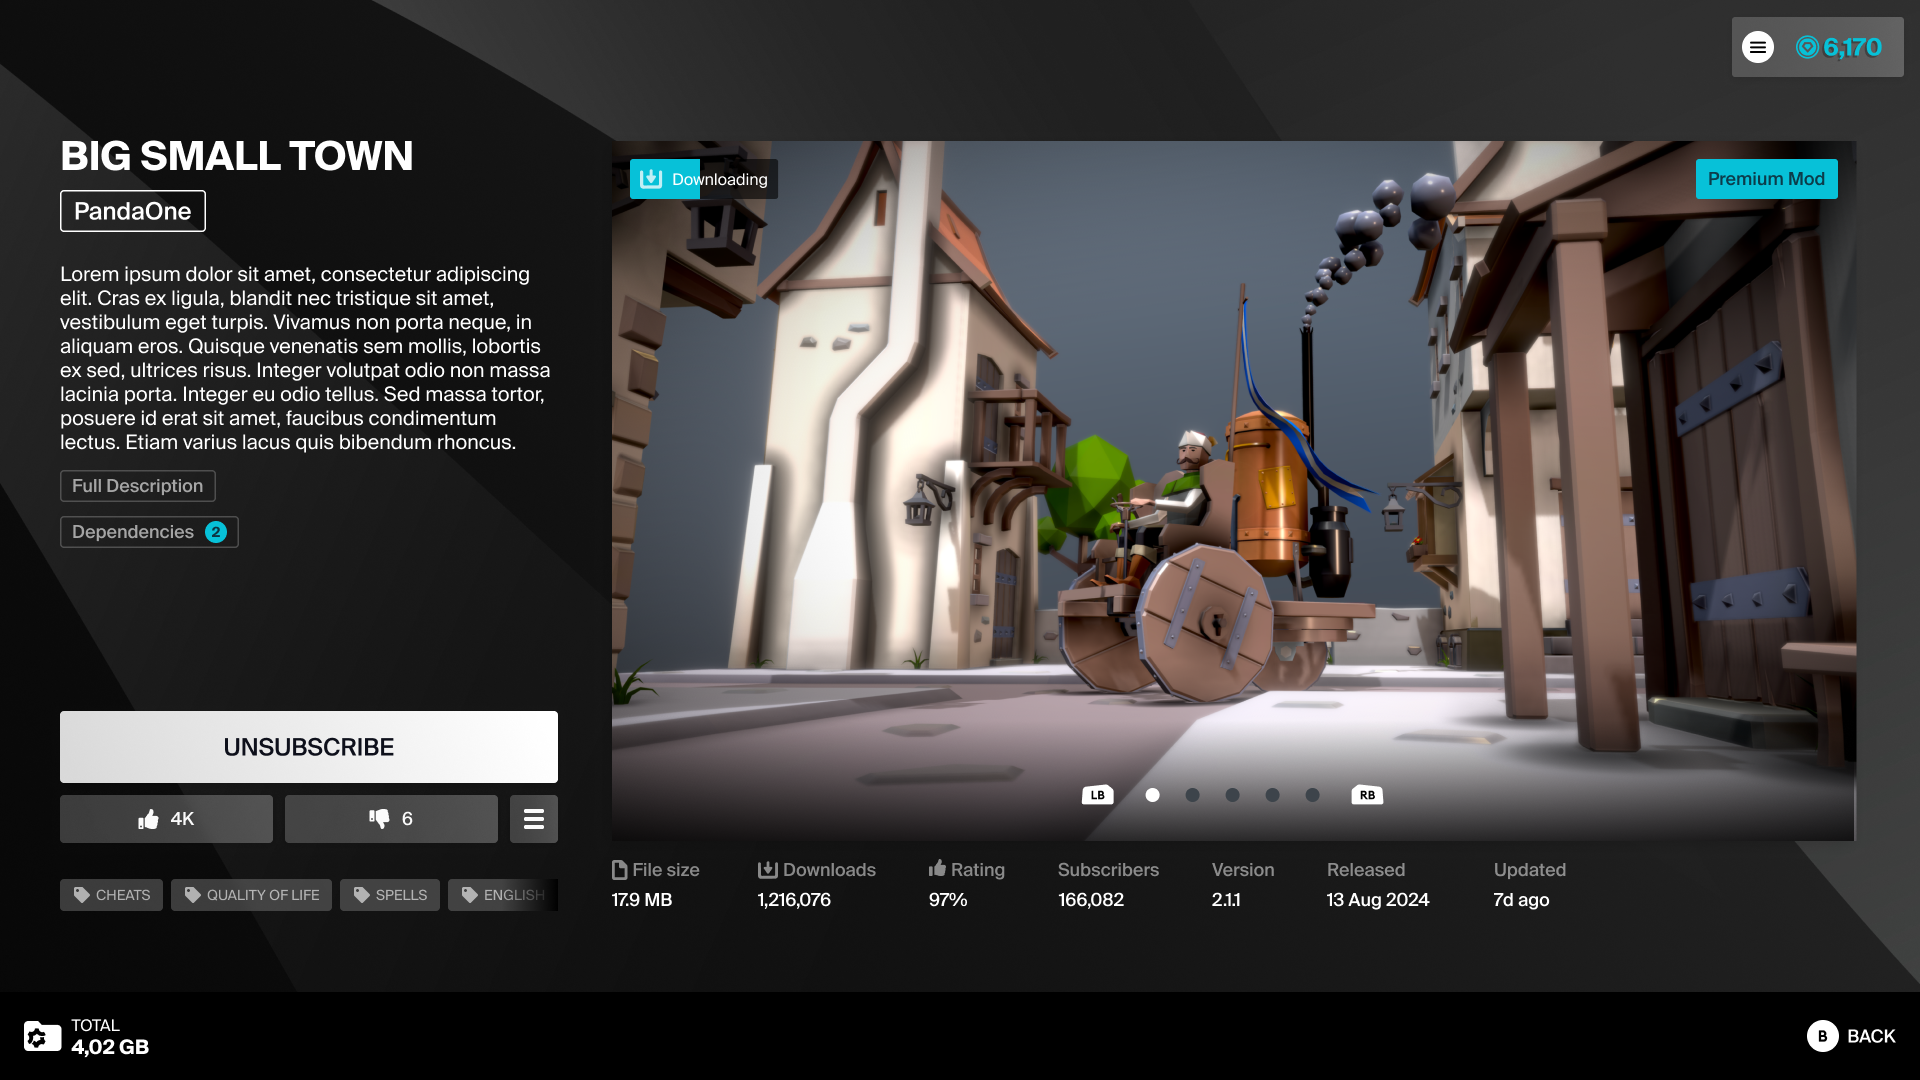 6,170
BIG SMALL TOWN
PandaOne
Lorem ipsum dolor sit amet, consectetur adipiscing
elit. Cras ex ligula, blandit nec tristique sit amet,
vestibulum eget turpis. Vivamus non porta neque, in
aliquam eros. Quisque venenatis sem mollis, lobortis
ex sed, ultrices risus. Integer volutpat odio non massa
lacinia porta. Integer eu odio tellus. Sed massa tortor,
posuere id erat sit amet, faucibus condimentum
lectus. Etiam varius lacus quis bibendum rhoncus.
Full Description
Dependencies 2
UNSUBSCRIBE
4K
6
CHEATS
QUALITY OF LIFE
SPELLS
ENGLISH
Downloading
Premium Mod
LB
RB
File size
17.9 MB
Downloads
1,216,076
Rating
97%
Subscribers
166,082
Version
2.1.1
Released
13 Aug 2024
Updated
7d ago
TOTAL
4,02 GB
B BACK